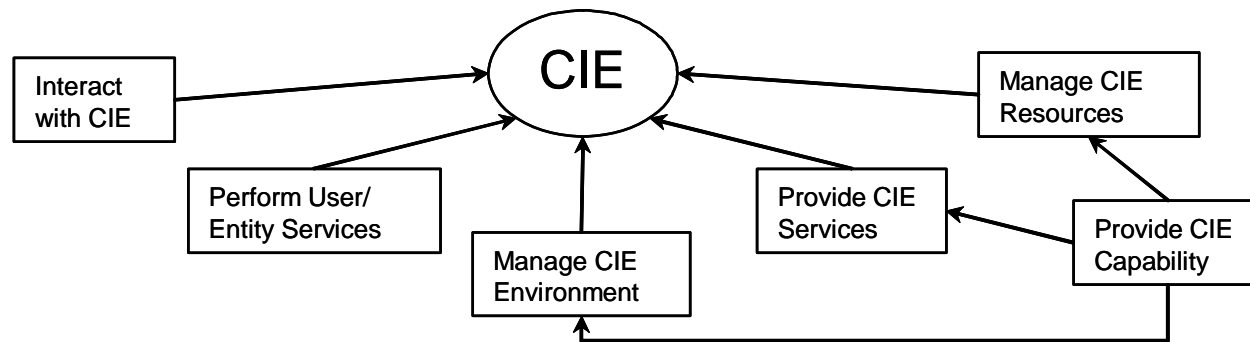 CIE
Interact
with CIE
Manage CIE
Resources
Perform User/
Entity Services
Provide CIE
Services
Provide CIE
Capability
Manage CIE
Environment